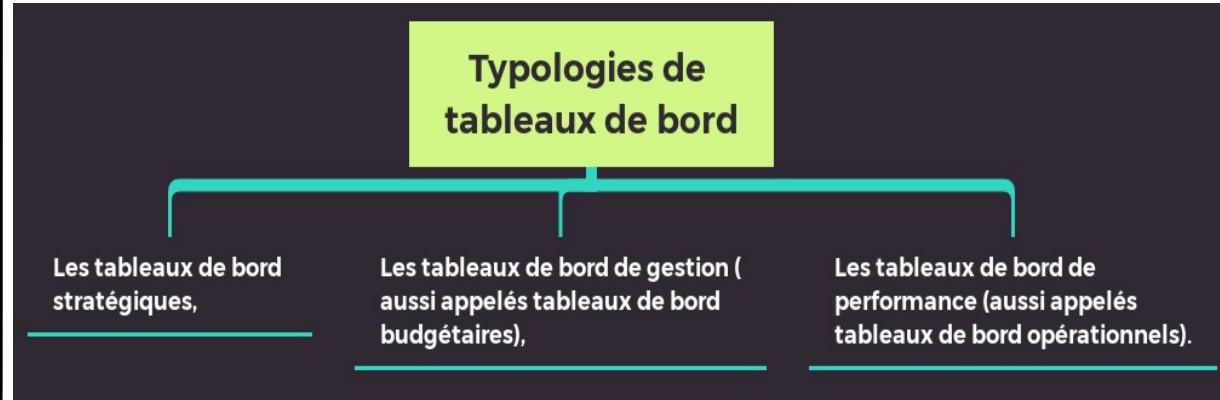 Typologies de
tableaux de bord
Les tableaux de bord
stratégiques,
Les tableaux de bord de gestion (
aussi appelés tableaux de bord
budgétaires),
Les tableaux de bord de
performance (aussi appelés
tableaux de bord opérationnels).